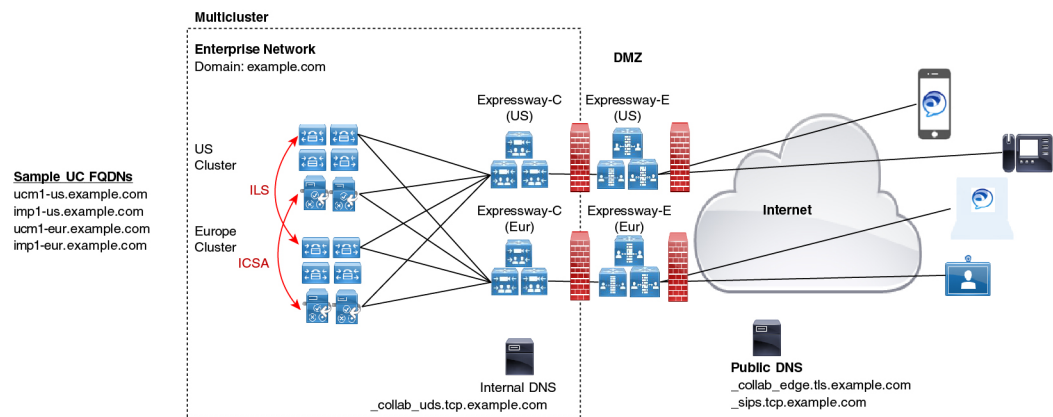 Multicluster
Enterprise Network
Domain: example.com
DMZ
Expressway-C
(US)
Expressway-E
(US)
US
Cluster
Sample UC FQDNs
ucm1-us.example.com
imp1-us.example.com
ucm1-eur.example.com
imp1-eur.example.com
ILS
Europe
Cluster
ICSA
Expressway-C
(Eur)
Expressway-E
(Eur)
Internet
Internal DNS
_collab_uds.tcp.example.com
Public DNS
_collab_edge.tls.example.com
_sips.tcp.example.com